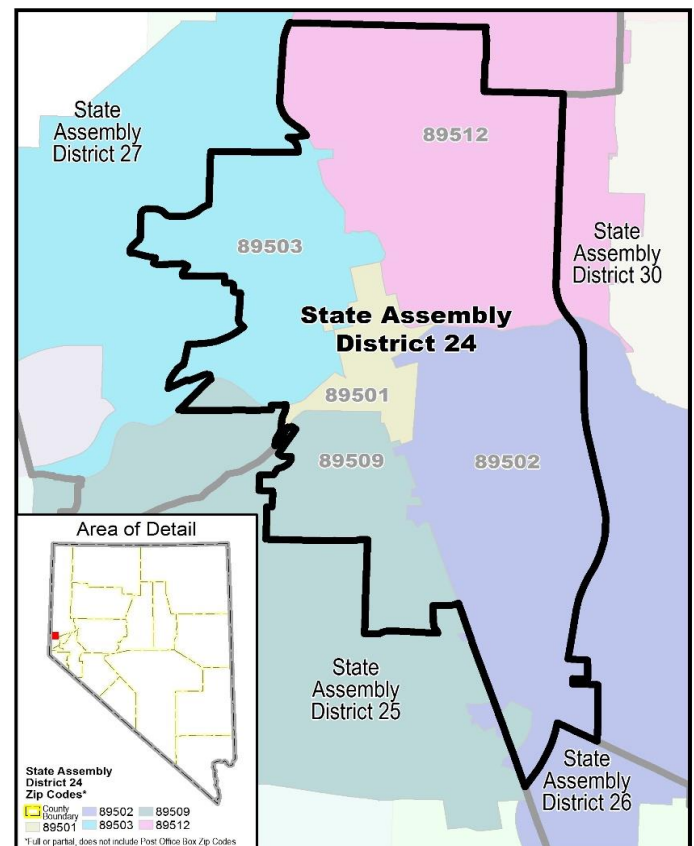 State
Assembly
District 27
89512
State
Assembly
District 30
89503
State Assembly
District 24
89501
89509
89502
State
Assembly
District 25
State
Assembly
District 26
Area of Detail
State Assembly
District 24
Zip Codes*
County
Boundary
89502
89509
89501
89503
89512
*Full or partial, does not include Post Office Box Zip Codes